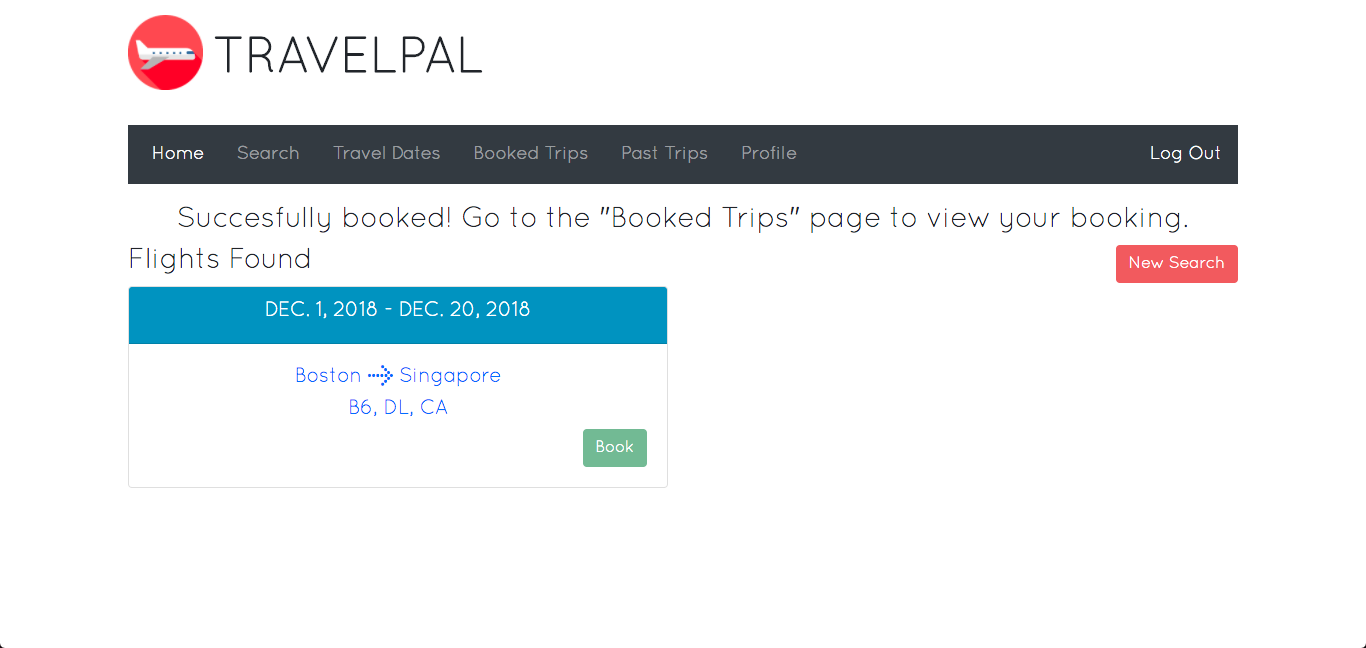 TRAVELPAL
Home Search Travel Dates Booked Trips Past Trips Profile Log Out
Succesfully booked! Go to the "Booked Trips" page to view your booking.
Flights Found
New Search
DEC. 1, 2018 - DEC. 20, 2018
Boston Singapore
B6, DL, CA
Book